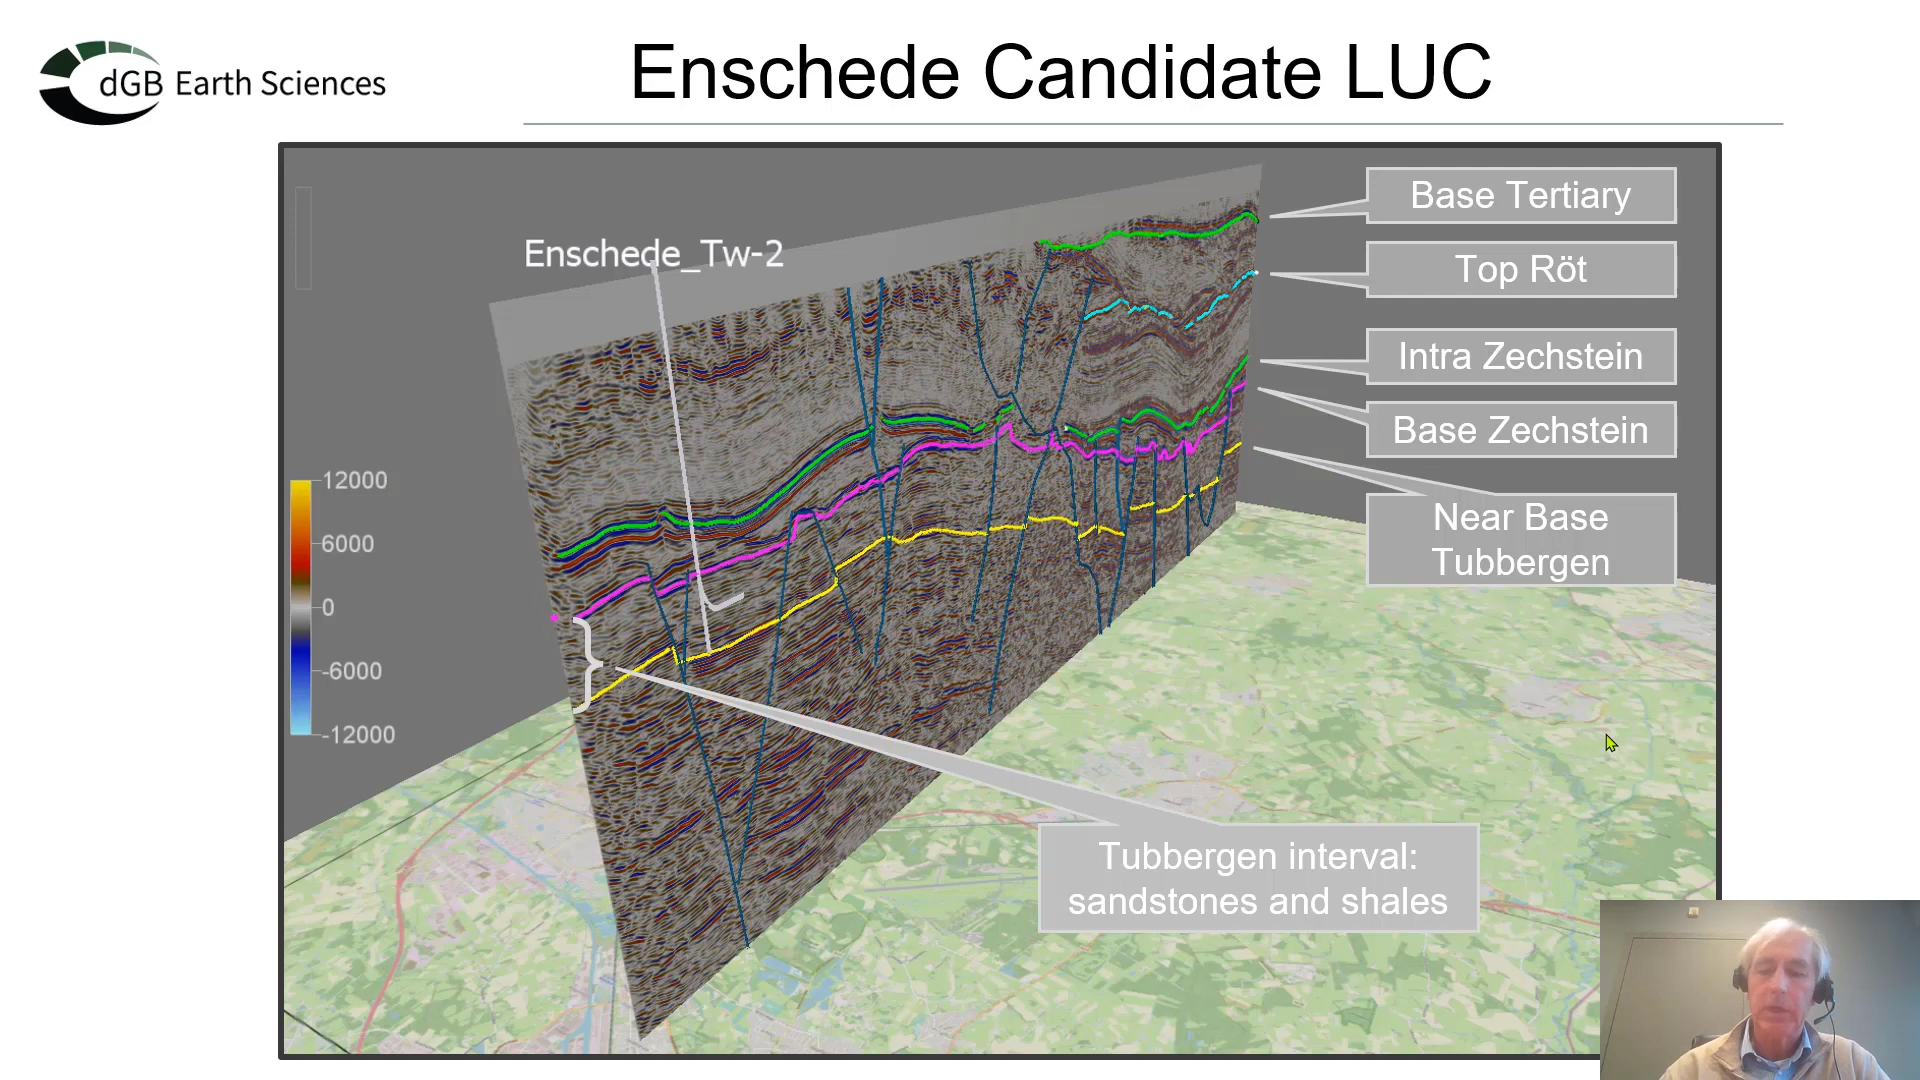 dGB Earth Sciences
Enschede Candidate LUC
Enschede_Tw-2
Base Tertiary
Top Röt
Intra Zechstein
Base Zechstein
Near Base
Tubbergen
12000
6000
0
-6000
-12000
Tubbergen interval:
sandstones and shales